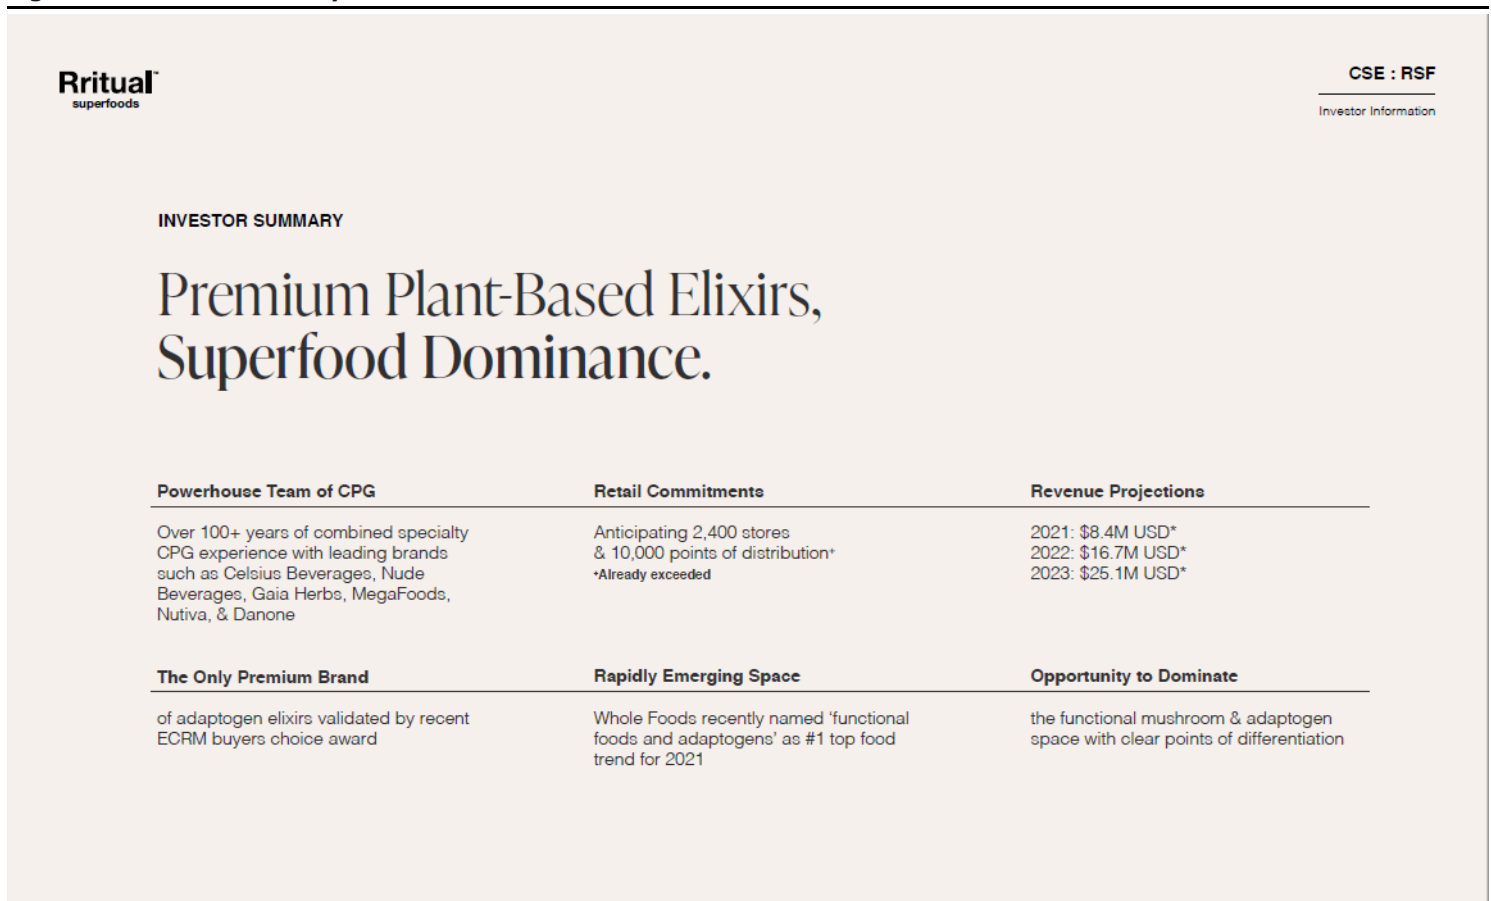 Rritual™
superfoods
CSE : RSF
Investor Information
INVESTOR SUMMARY
Premium Plant-Based Elixirs,
Superfood Dominance.
Powerhouse Team of CPG
Over 100+ years of combined specialty
CPG experience with leading brands
such as Celsius Beverages, Nude
Beverages, Gaia Herbs, MegaFoods,
Nutiva, & Danone
Retail Commitments
Anticipating 2,400 stores
& 10,000 points of distribution+
+Already exceeded
Revenue Projections
2021: $8.4M USD*
2022: $16.7M USD*
2023: $25.1M USD*
The Only Premium Brand
of adaptogen elixirs validated by recent
ECRM buyers choice award
Rapidly Emerging Space
Whole Foods recently named ‘functional
foods and adaptogens’ as #1 top food
trend for 2021
Opportunity to Dominate
the functional mushroom & adaptogen
space with clear points of differentiation